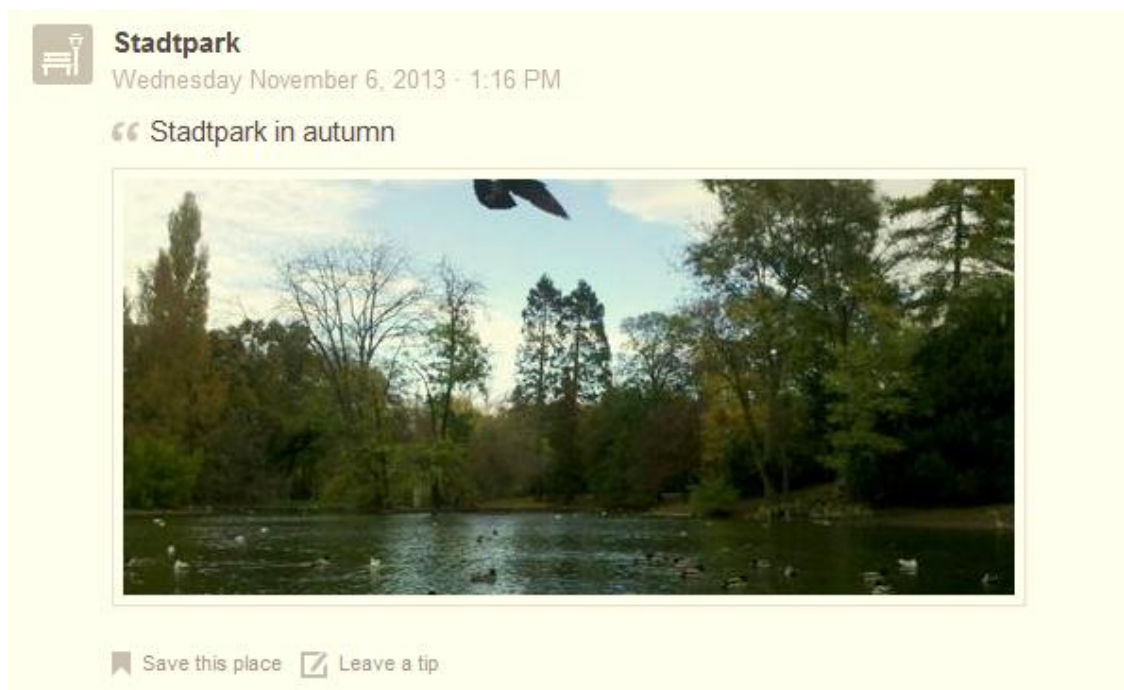 Stadtpark
Wednesday November 6, 2013 · 1:16 PM
“ Stadtpark in autumn
Save this place Leave a tip